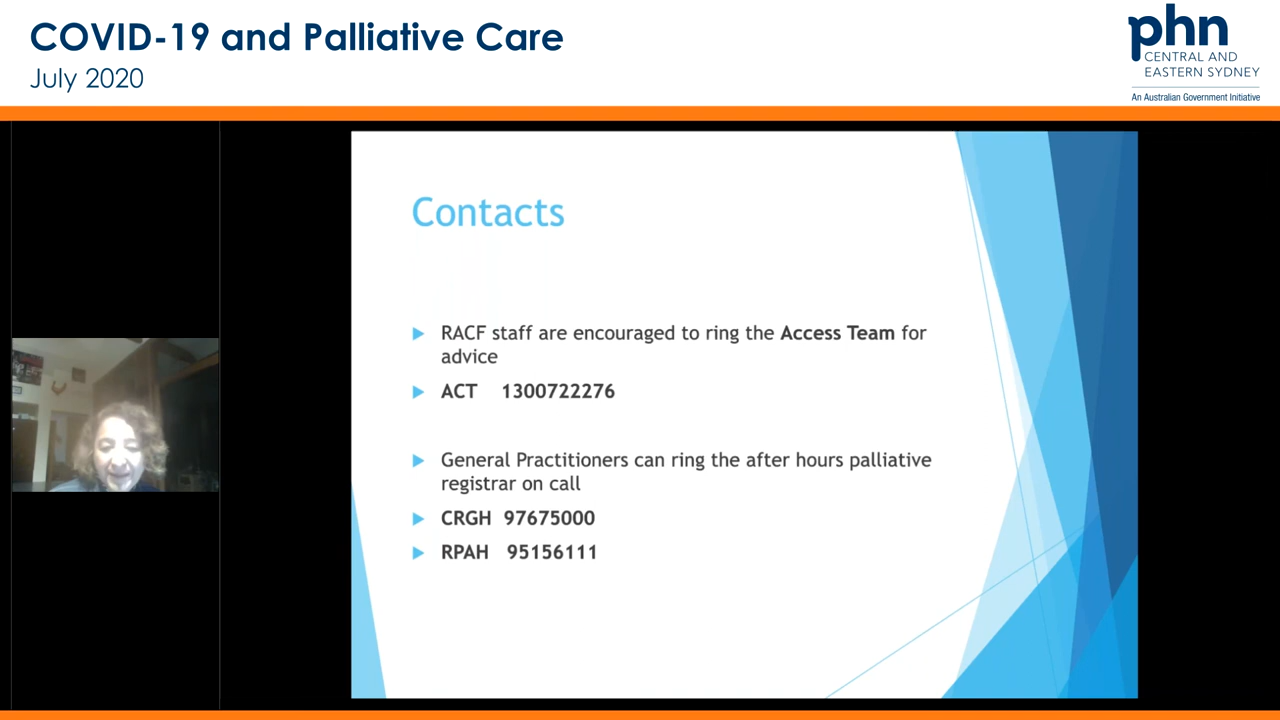 COVID-19 and Palliative Care
July 2020
phn
CENTRAL AND
EASTERN SYDNEY
An Australian Government Initiative
Contacts
RACF staff are encouraged to ring the Access Team for
advice
ACT 1300722276
General Practitioners can ring the after hours palliative
registrar on call
CRGH 97675000
RPAH 95156111